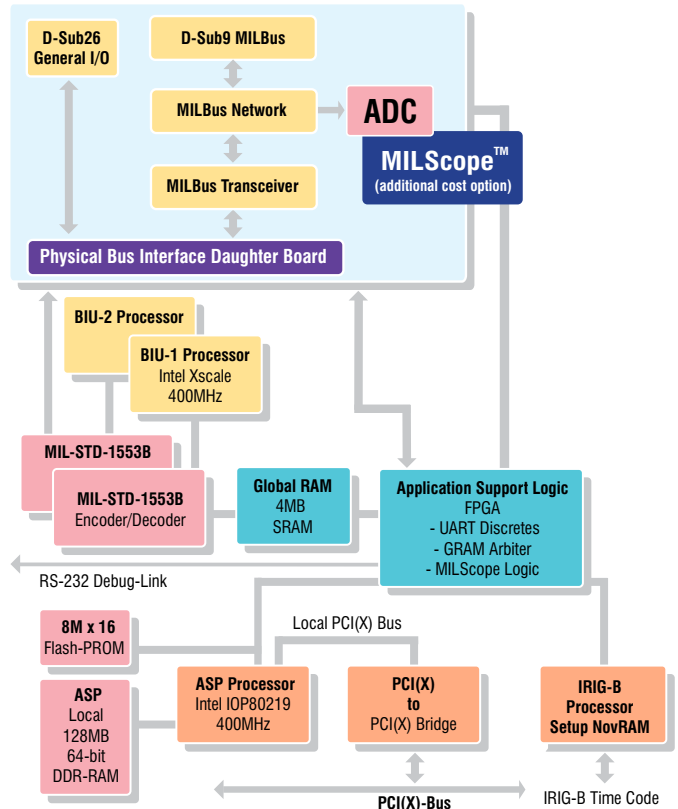 D-Sub26
General I/O
D-Sub9 MILBus
MILBus Network
ADC
MILScope™
(additional cost option)
MILBus Transceiver
Physical Bus Interface Daughter Board
BIU-2 Processor
BIU-1 Processor
Intel Xscale
400MHz
MIL-STD-1553B
MIL-STD-1553B
Encoder/Decoder
Global RAM
4MB
SRAM
Application Support Logic
FPGA
- UART Discretes
- GRAM Arbiter
- MILScope Logic
RS-232 Debug-Link
8M x 16
Flash-PROM
Local PCI(X) Bus
ASP
Local
128MB
64-bit
DDR-RAM
ASP Processor
Intel IOP80219
400MHz
PCI(X)
to
PCI(X) Bridge
IRIG-B
Processor
Setup NovRAM
PCI(X)-Bus
IRIG-B Time Code